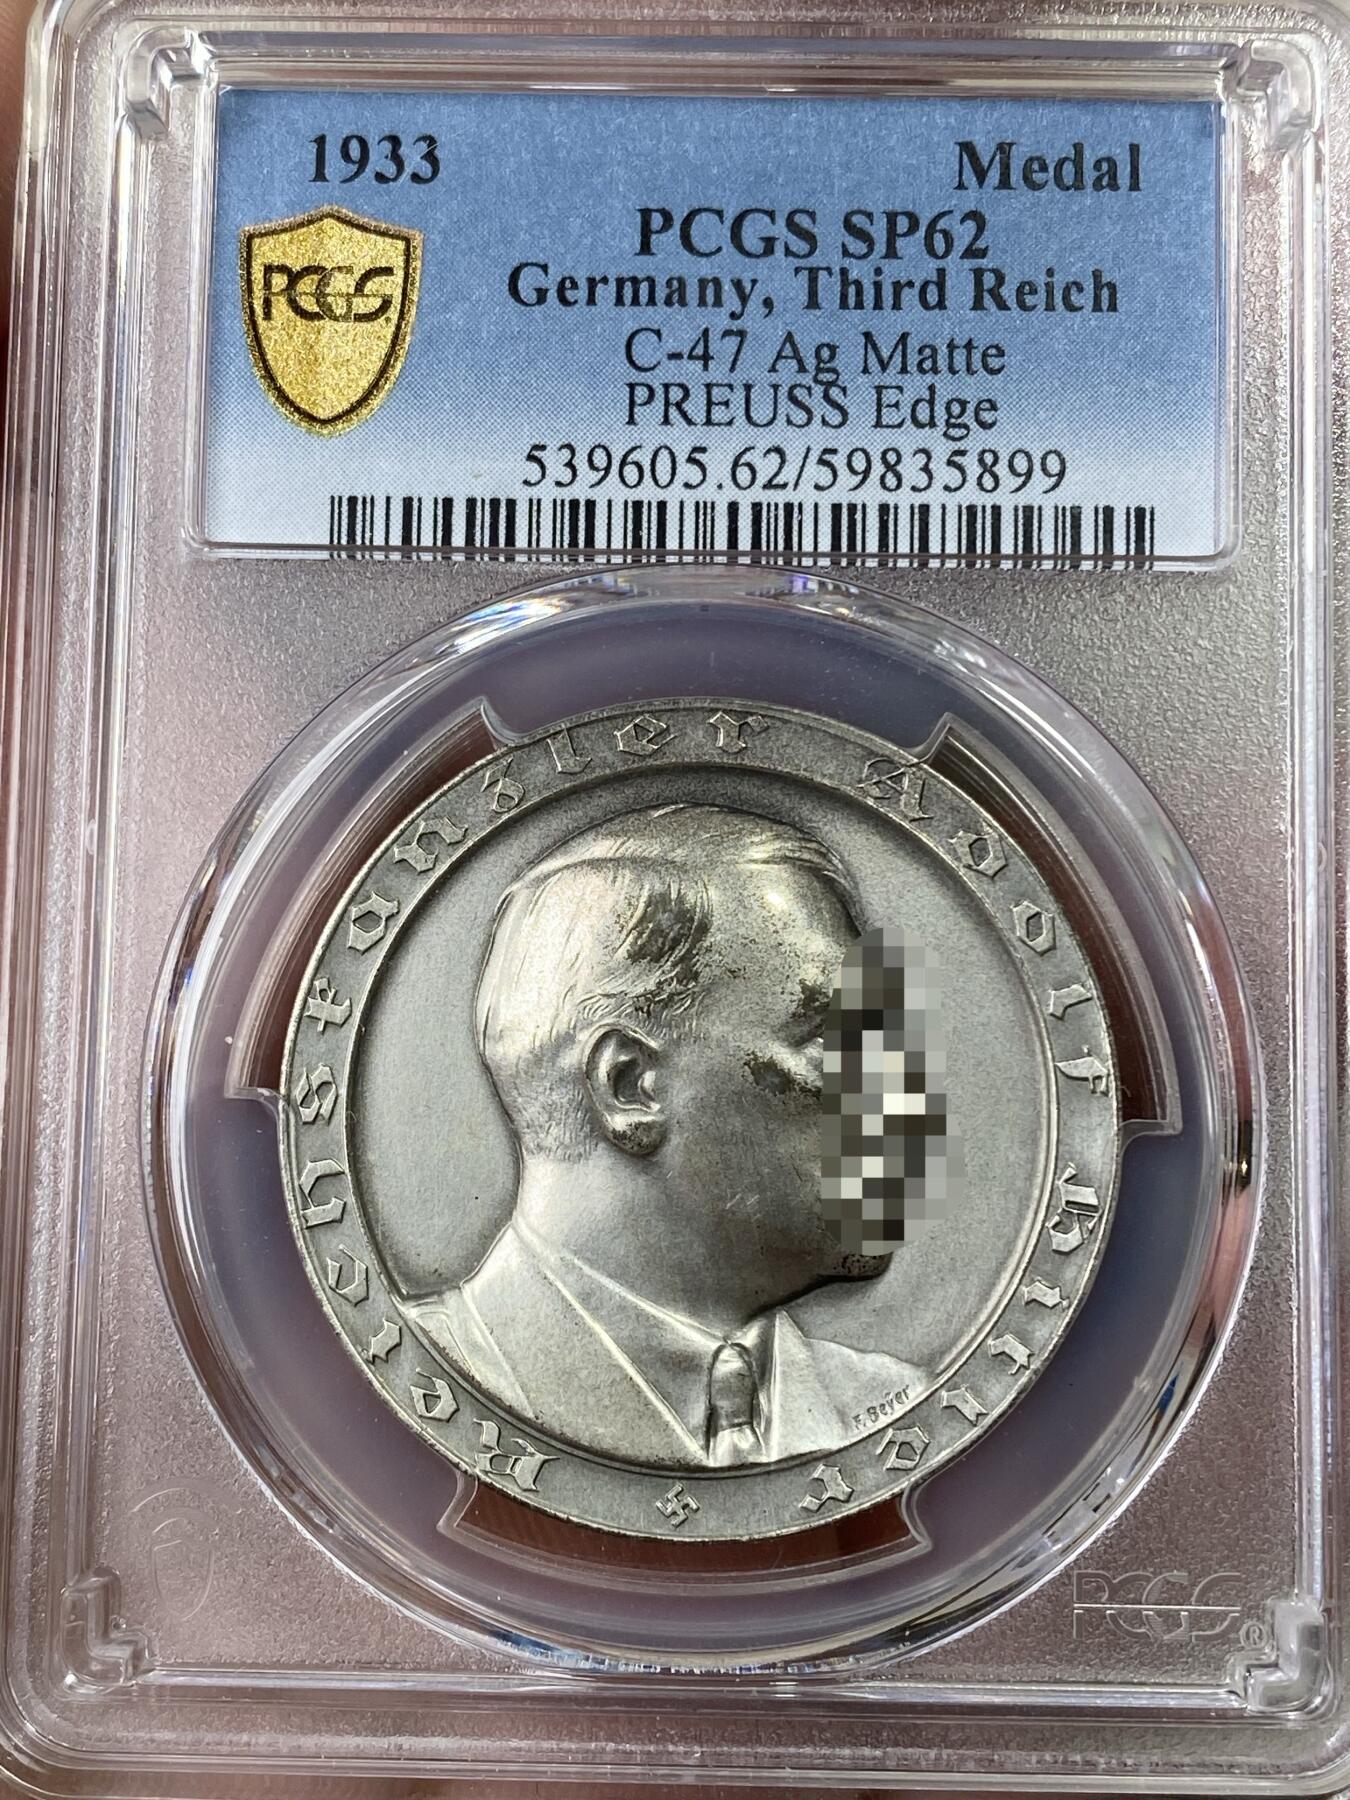 1933
Medal
PCGS
PCGS SP62
Germany, Third Reich
C-47 Ag Matte
PREUSS Edge
539605.62/59835899
Reichskanzler Adolf Hitler
F. Beyer
PCGS